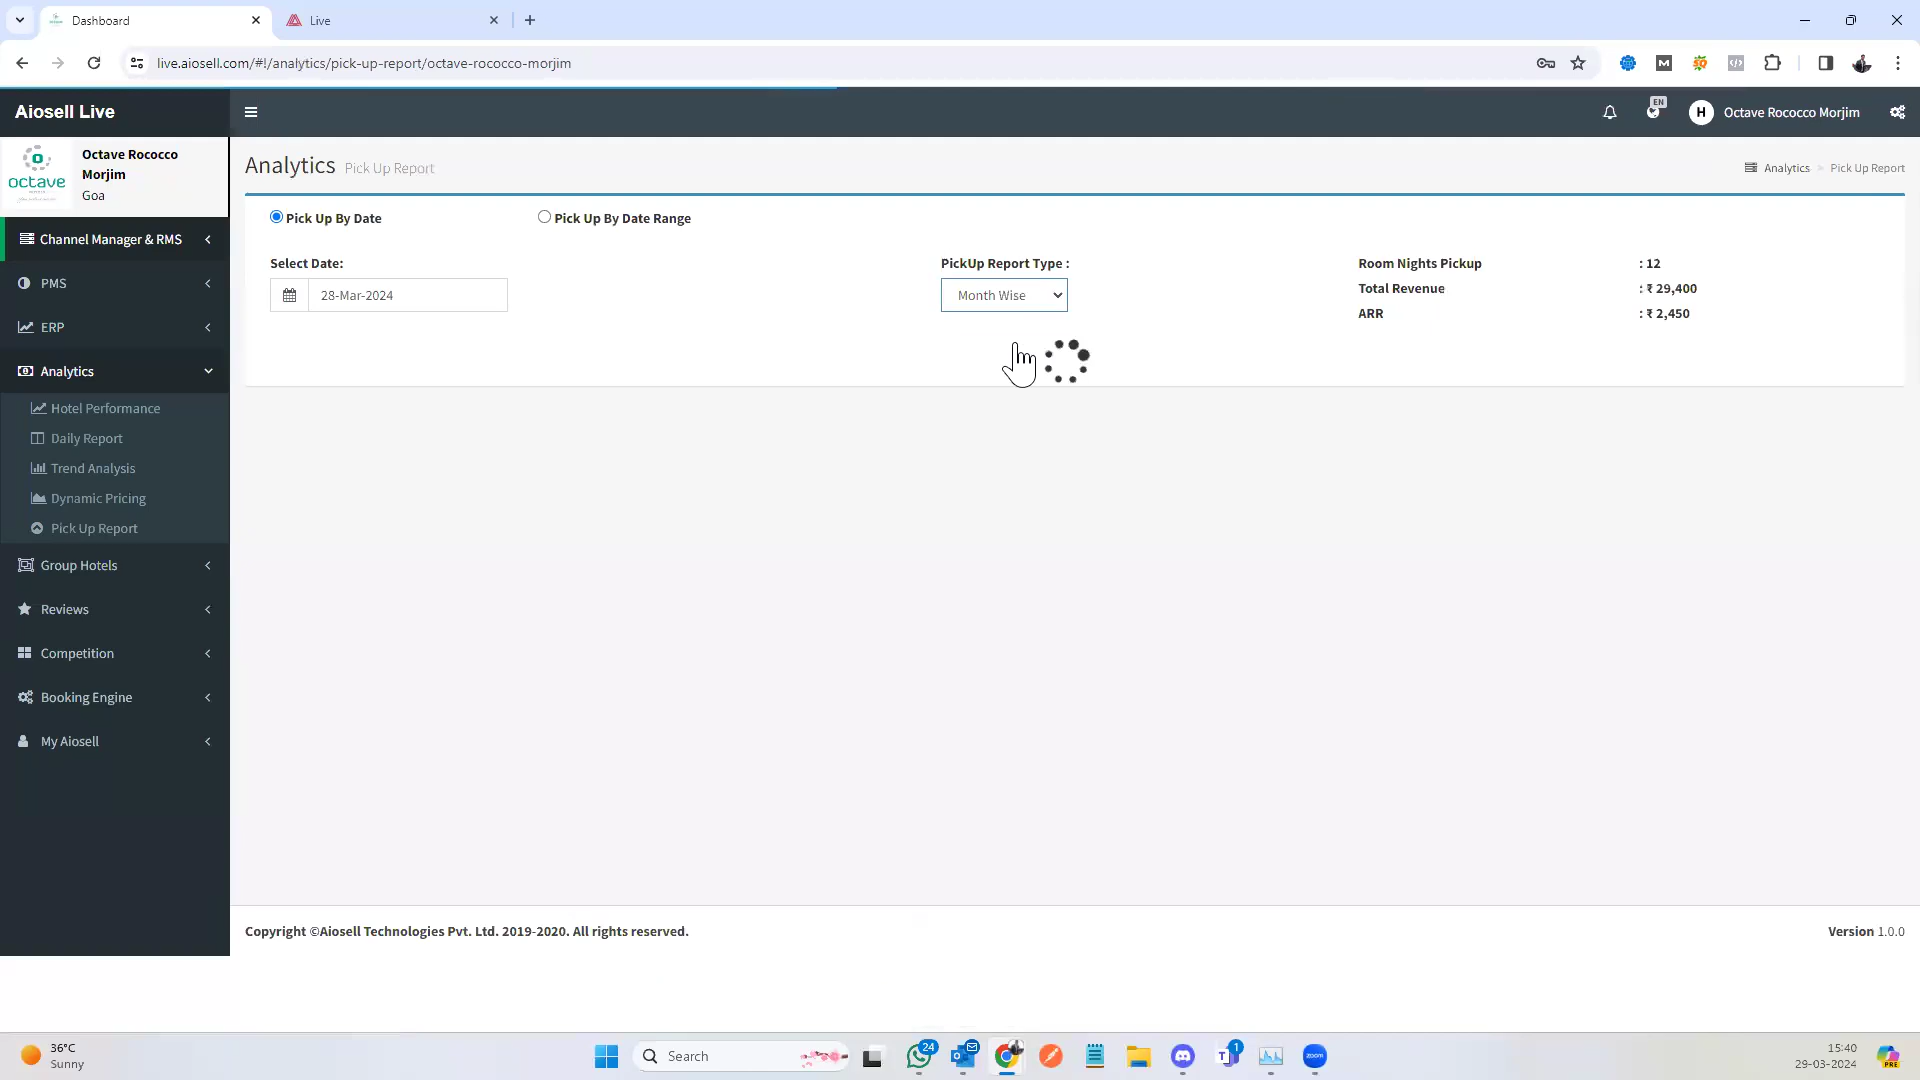 Dashboard
Live
live.aiosell.com/#!/analytics/pick-up-report/octave-rococco-morjim
Aiosell Live
EN
H
Octave Rococco Morjim
octave
Octave Rococco
Morjim
Goa
Analytics Pick Up Report
Analytics > Pick Up Report
Pick Up By Date
Pick Up By Date Range
Channel Manager & RMS
PMS
ERP
Analytics
Hotel Performance
Daily Report
Trend Analysis
Dynamic Pricing
Pick Up Report
Group Hotels
Reviews
Competition
Booking Engine
My Aiosell
Select Date:
28-Mar-2024
PickUp Report Type :
Month Wise
Room Nights Pickup : 12
Total Revenue : ₹ 29,400
ARR : ₹ 2,450
Copyright ©Aiosell Technologies Pvt. Ltd. 2019-2020. All rights reserved.
Version 1.0.0
36°C
Sunny
Search
24
1
zoom
PRE
15:40
29-03-2024